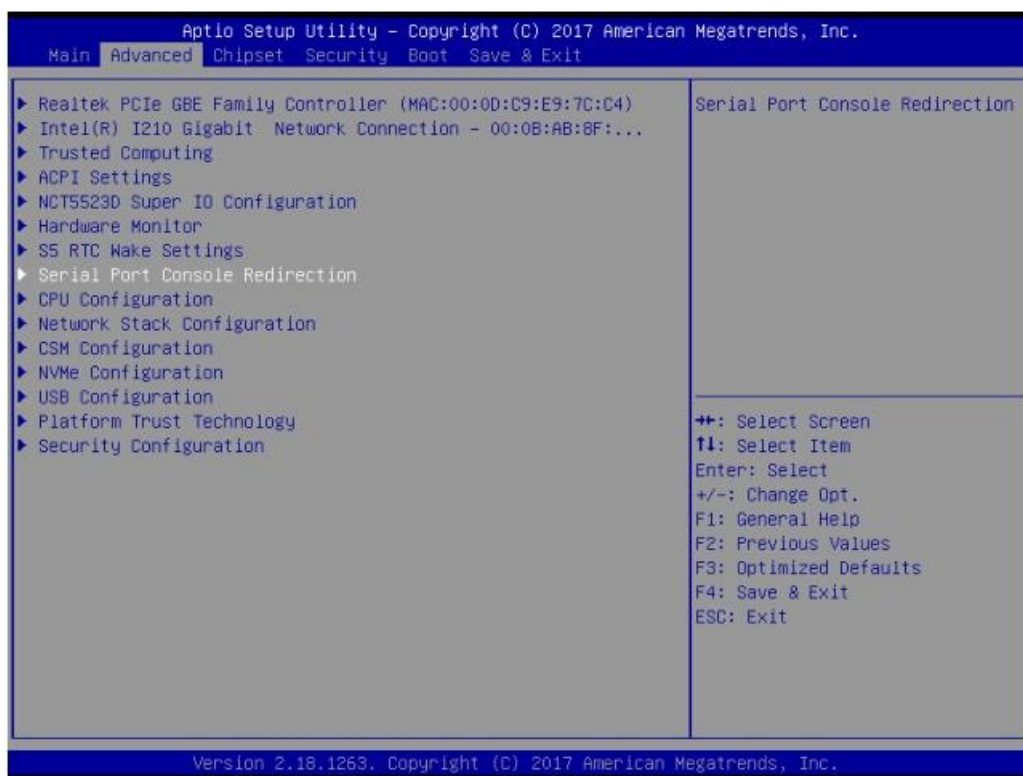 Aptio Setup Utility – Copyright (C) 2017 American Megatrends, Inc.
Main Advanced Chipset Security Boot Save & Exit
Realtek PCIe GBE Family Controller (MAC:00:0D:C9:E9:7C:C4)
Intel(R) I210 Gigabit Network Connection – 00:0B:AB:8F:...
Trusted Computing
ACPI Settings
NCT5523D Super IO Configuration
Hardware Monitor
S5 RTC Wake Settings
Serial Port Console Redirection
CPU Configuration
Network Stack Configuration
CSM Configuration
NVMe Configuration
USB Configuration
Platform Trust Technology
Security Configuration
Serial Port Console Redirection
→←: Select Screen
↑↓: Select Item
Enter: Select
+/-: Change Opt.
F1: General Help
F2: Previous Values
F3: Optimized Defaults
F4: Save & Exit
ESC: Exit
Version 2.18.1263. Copyright (C) 2017 American Megatrends, Inc.